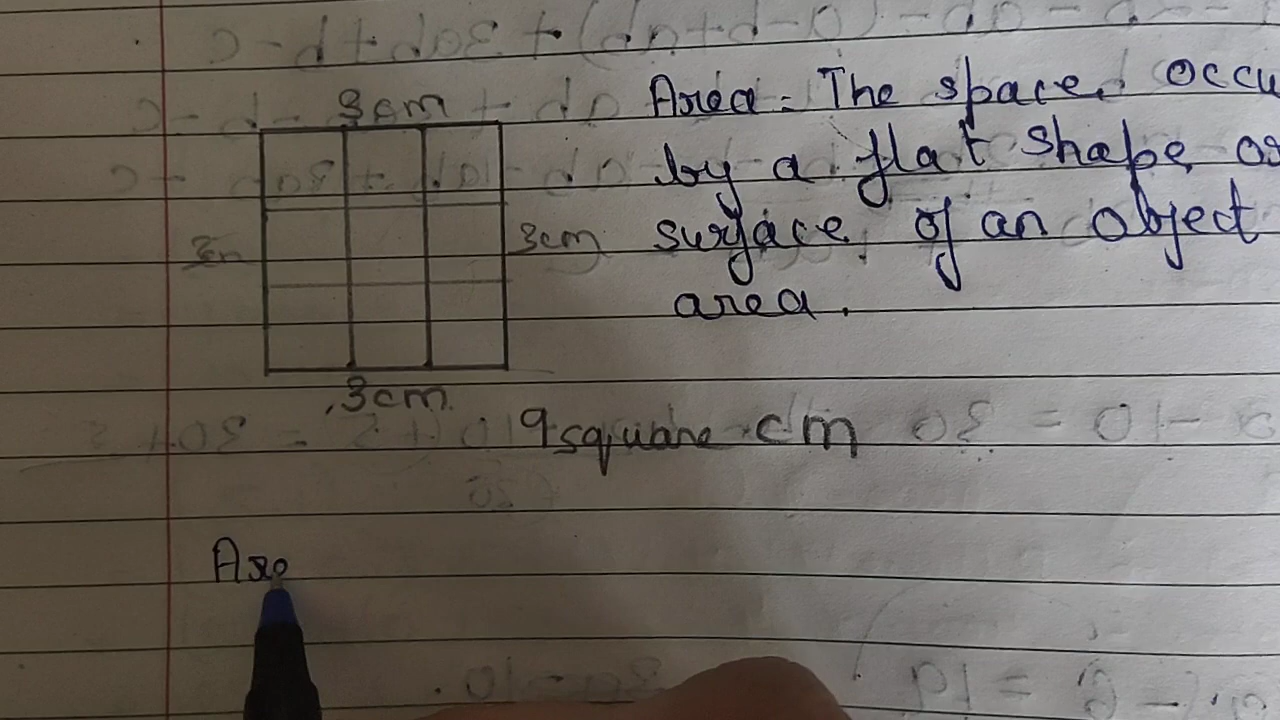 3cm
Area = The space occu
by a flat shape or
3cm surface of an object
area.
3cm
9 square cm
Are